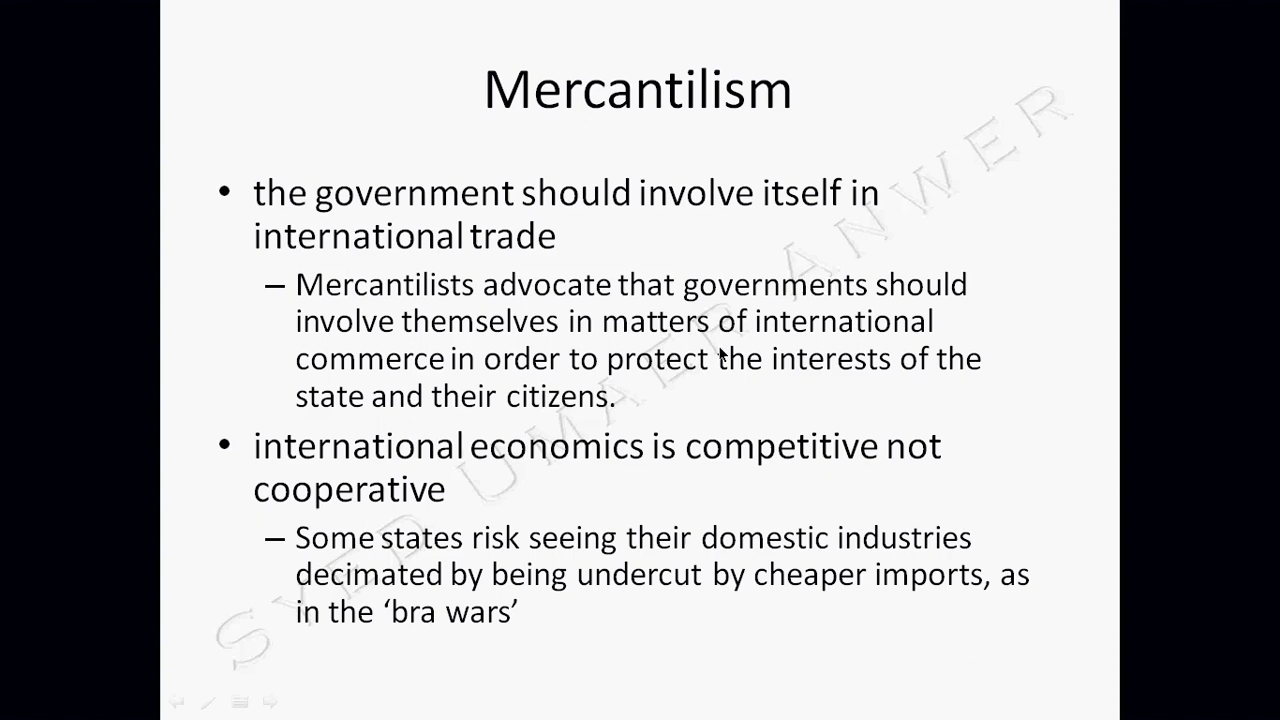 Mercantilism
• the government should involve itself in
international trade
– Mercantilists advocate that governments should
involve themselves in matters of international
commerce in order to protect the interests of the
state and their citizens.
• international economics is competitive not
cooperative
– Some states risk seeing their domestic industries
decimated by being undercut by cheaper imports, as
in the ‘bra wars’
SYED UMAER ANWER